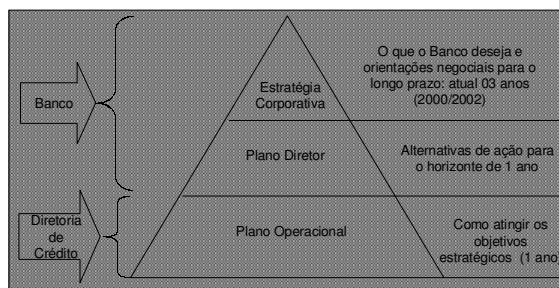 Banco
Estratégia
Corporativa
O que o Banco deseja e
orientações negociais para o
longo prazo: atual 03 anos
(2000/2002)
Plano Diretor
Alternativas de ação para
o horizonte de 1 ano
Diretoria
de
Crédito
Plano Operacional
Como atingir os
objetivos
estratégicos (1 ano)